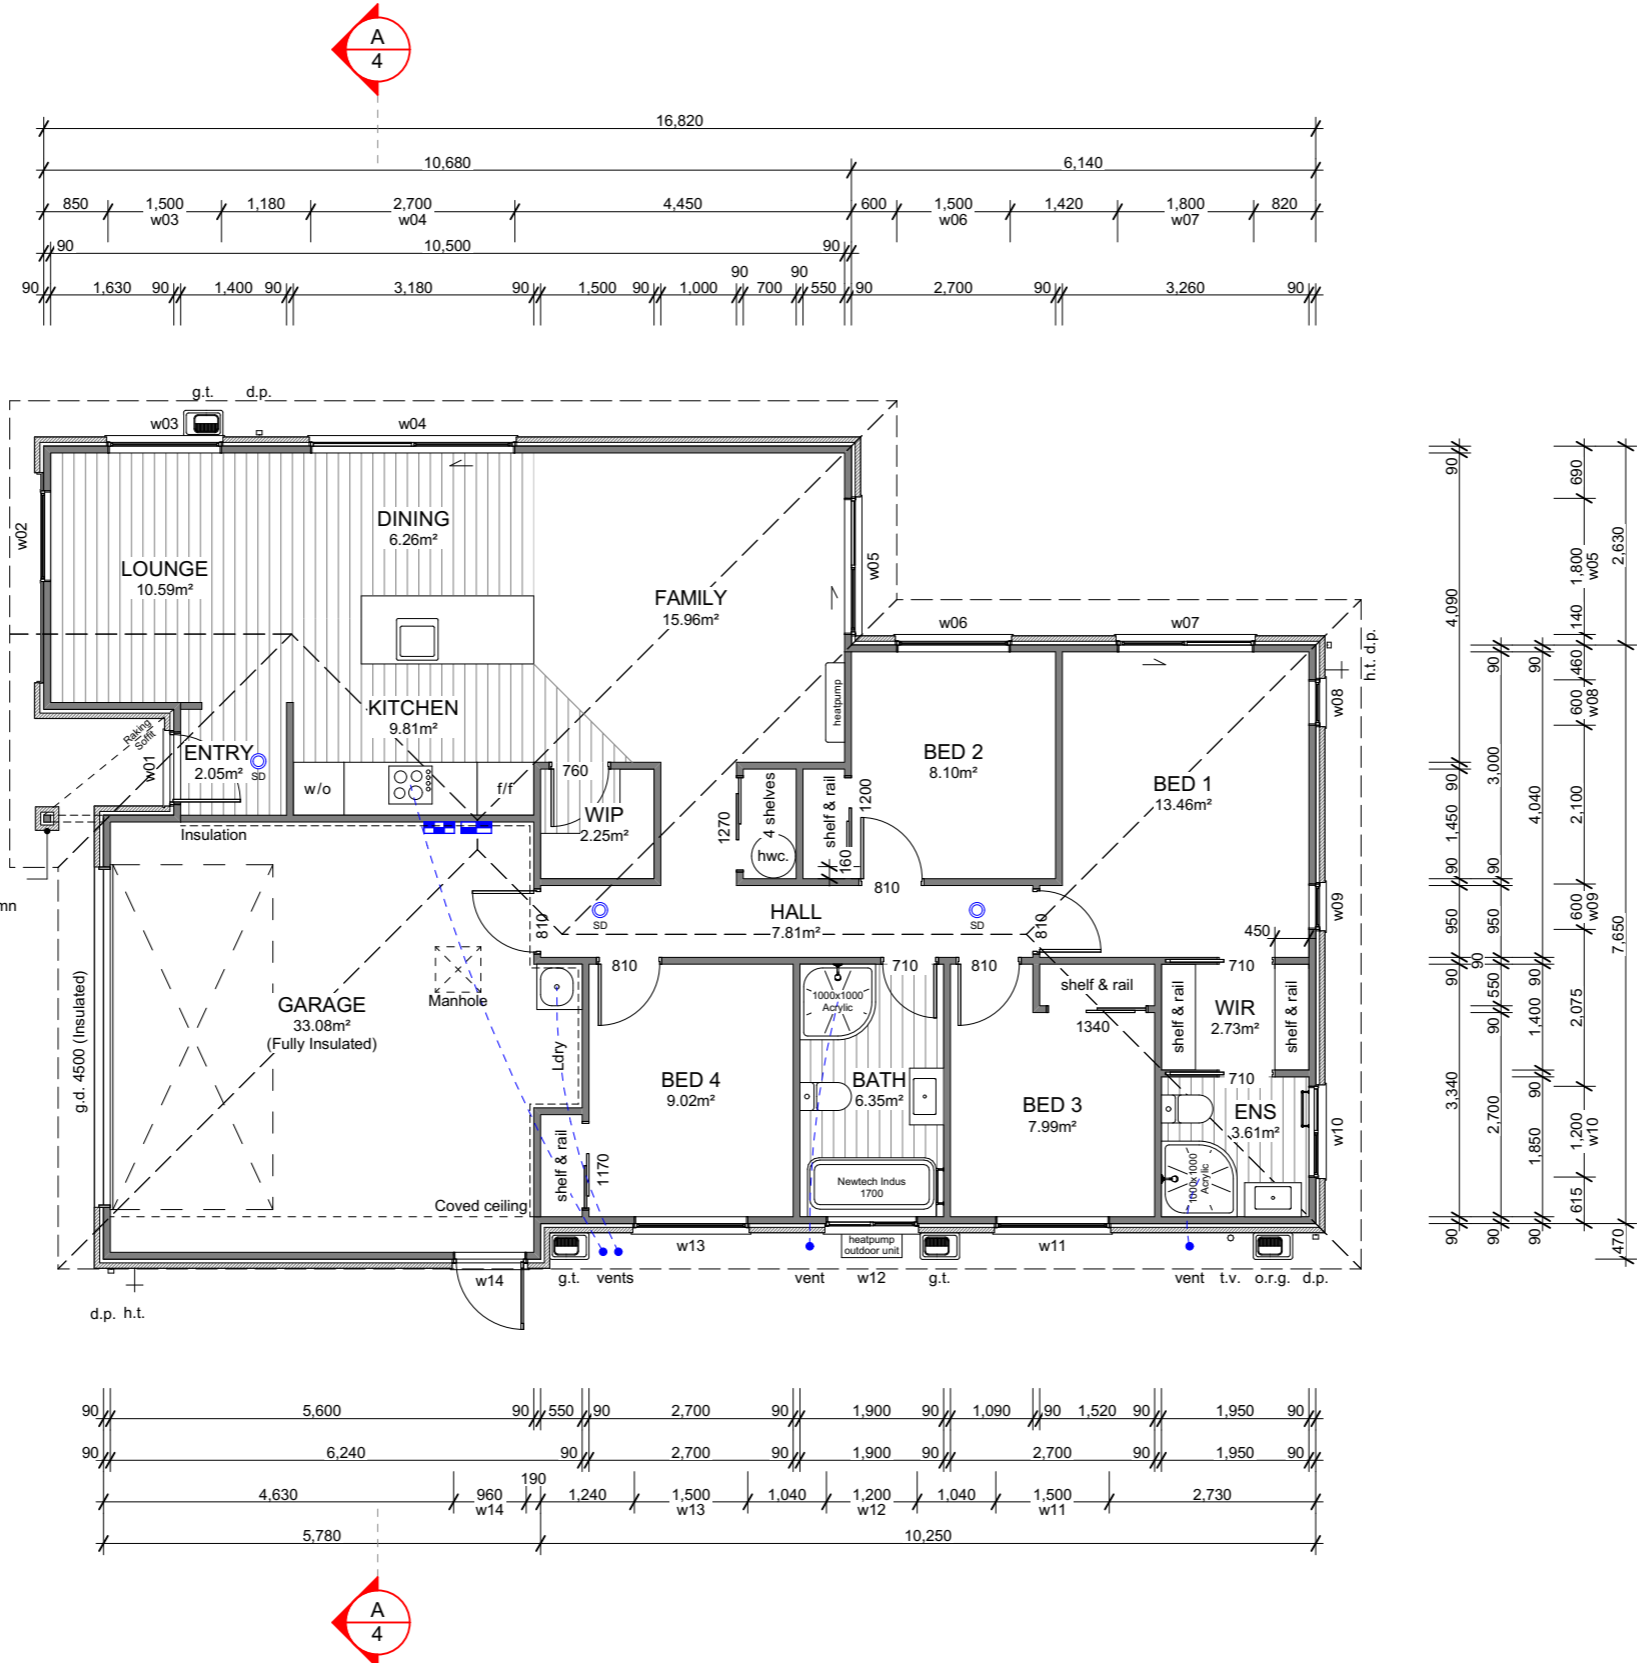 A
4
16,820
10,680 6,140
850 1,500 1,180 2,700 4,450 600 1,500 1,420 1,800 820
w03 w04 w06 w07
90 10,500 90
90 90
90 1,630 90 1,400 90 3,180 90 1,500 90 1,000 700 550 90 2,700 90 3,260 90
g.t. d.p.
w03 w04
w02
DINING
6.26m²
LOUNGE
10.59m²
w05
FAMILY
15.96m²
w06 w07
h.t. d.p.
heatpump
KITCHEN
9.81m²
w08
Raking
Soffit
w01
ENTRY
2.05m²
SD
BED 2
8.10m²
BED 1
13.46m²
w/o f/f
760
WIP
2.25m²
1270
4 shelves
hwc.
shelf & rail
1200
160
Insulation
mn
810
HALL
7.81m²
SD
SD
810
810
w09
450
810 710 810 710
g.d. 4500 (Insulated)
GARAGE
33.08m²
(Fully Insulated)
Manhole
Ldry
1000x1000
Acrylic
shelf & rail
1340
shelf & rail
WIR
2.73m²
shelf & rail
710
BED 4
9.02m²
BATH
6.35m²
BED 3
7.99m²
ENS
3.61m²
w10
shelf & rail
1170
Newtech Indus
1700
1000x1000
Acrylic
Coved ceiling
heatpump
outdoor unit
w13 w11
w14 g.t. vents vent w12 g.t. vent t.v. o.r.g. d.p.
d.p. h.t.
90 4,090 90 1,450 90 950 90 3,340 90
90 3,000 90 950 90 550 90 2,700 90
90 4,040 90 1,400 90 1,850 90
690 1,800 140 460 600 2,100 600 2,075 1,200 615
w05 w08 w09 w10
2,630 7,650 470
90 5,600 90 550 90 2,700 90 1,900 90 1,090 90 1,520 90 1,950 90
90 6,240 90 2,700 90 1,900 90 2,700 90 1,950 90
190
4,630 960 1,240 1,500 1,040 1,200 1,040 1,500 2,730
w14 w13 w12 w11
5,780 10,250
A
4